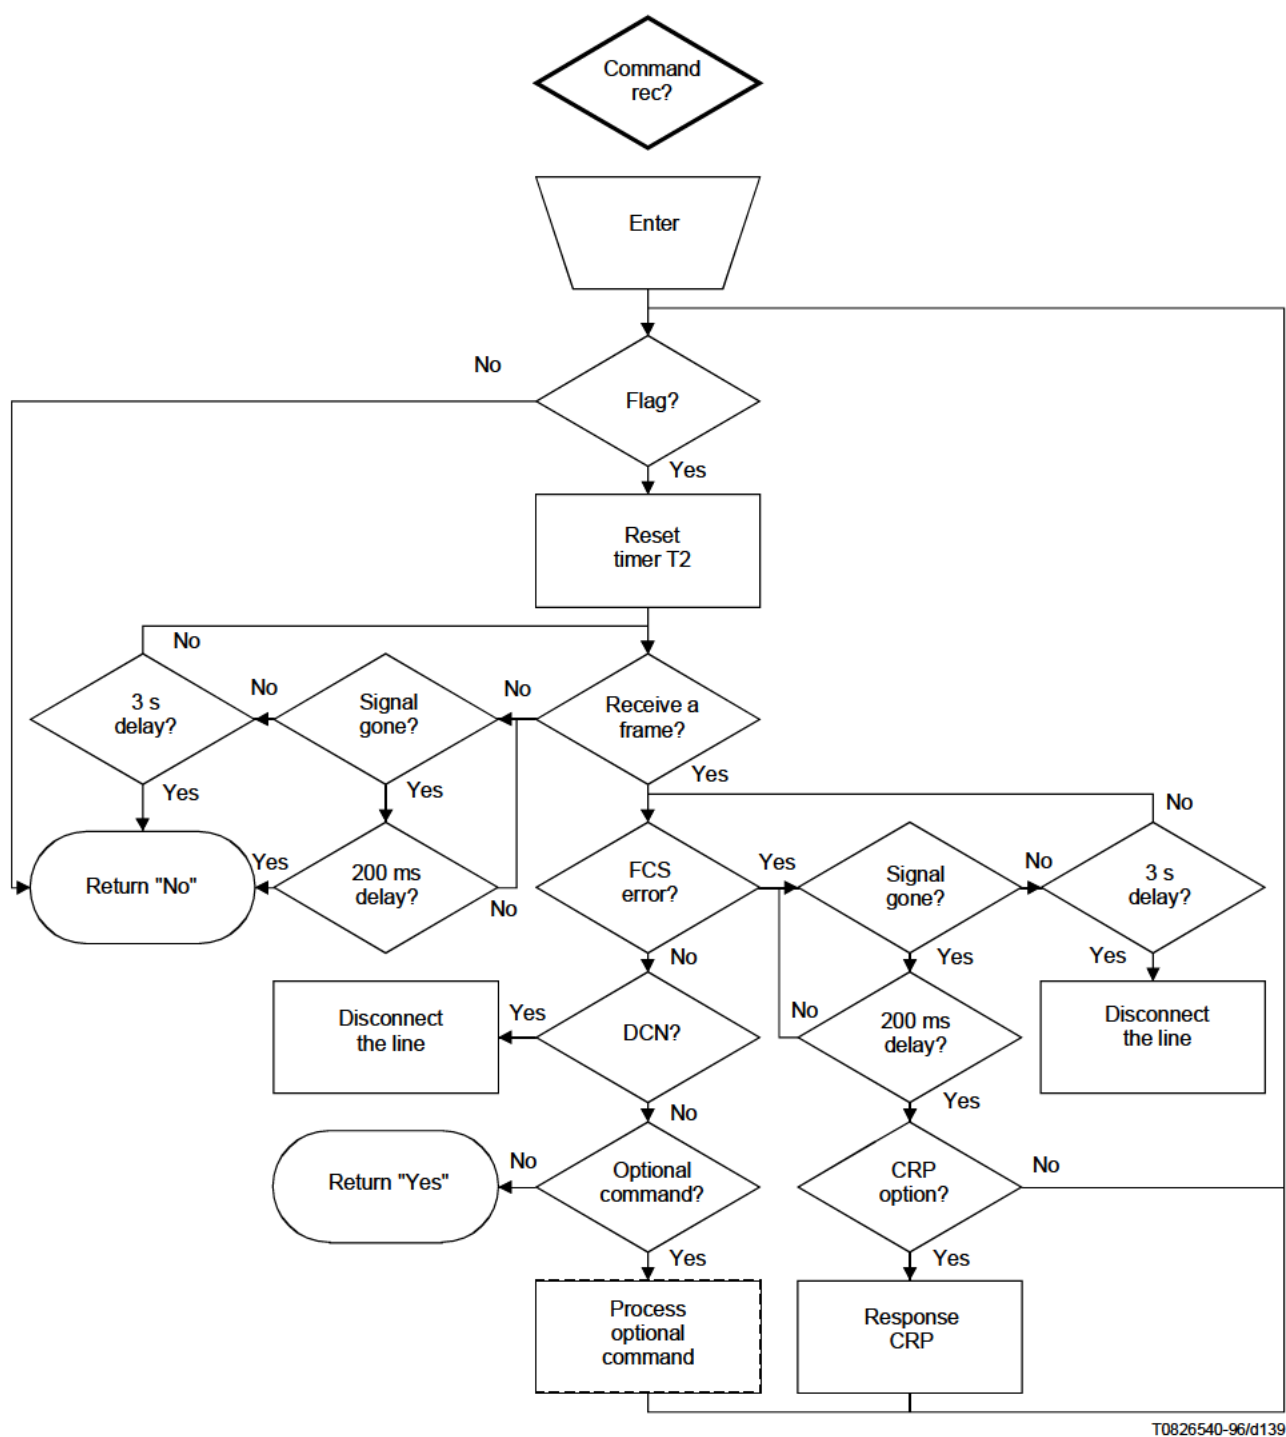 Command
rec?
Enter
No
Flag?
Yes
Reset
timer T2
No
3 s
delay?
No
Signal
gone?
No
Receive a
frame?
Yes
Yes
Yes
No
Return "No"
Yes
200 ms
delay?
No
FCS
error?
Yes
Signal
gone?
No
3 s
delay?
No
Yes
Yes
Disconnect
the line
Yes
DCN?
No
200 ms
delay?
Disconnect
the line
No
Yes
Return "Yes"
No
Optional
command?
CRP
option?
No
Yes
Yes
Process
optional
command
Response
CRP
T0826540-96/d139